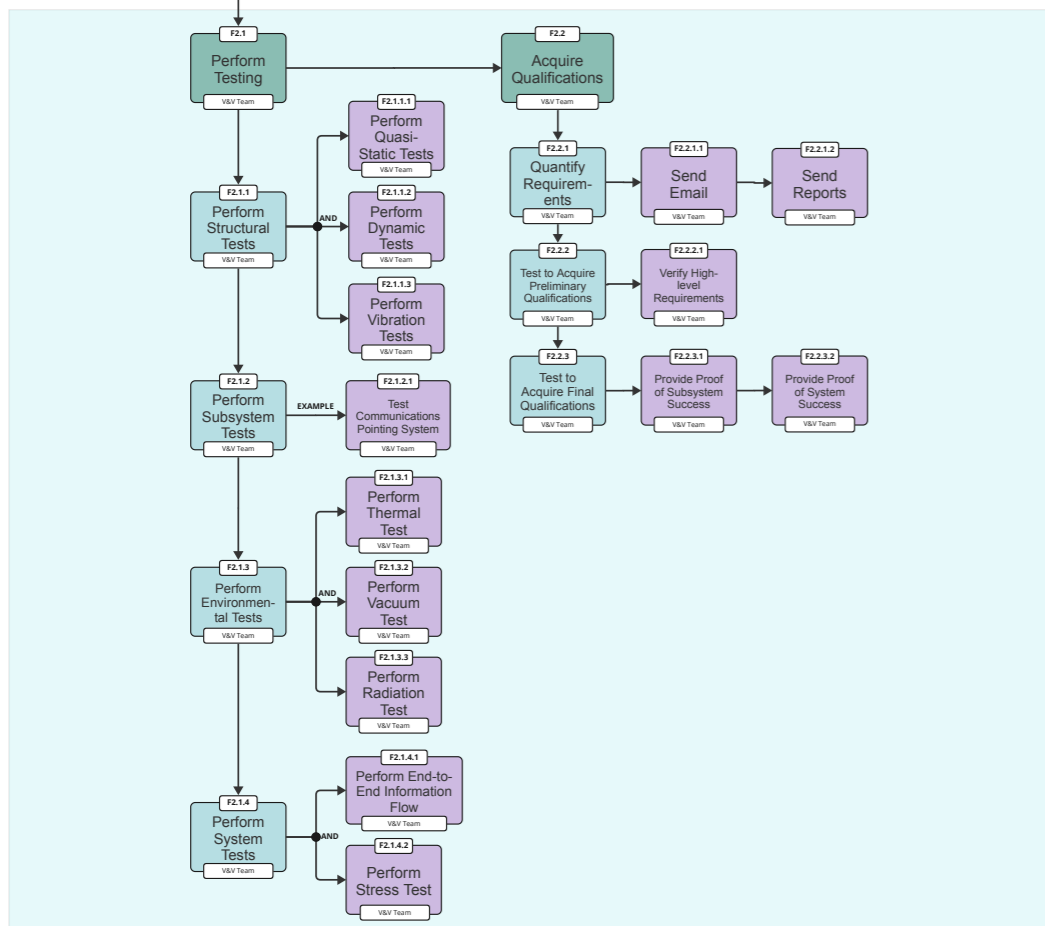 F2.1
Perform
Testing
V&V Team
F2.2
Acquire
Qualifications
V&V Team
F2.1.1.1
Perform
Quasi-
Static Tests
V&V Team
F2.2.1
Quantify
Requirem-
ents
V&V Team
F2.2.1.1
Send
Email
V&V Team
F2.2.1.2
Send
Reports
V&V Team
F2.1.1
Perform
Structural
Tests
V&V Team
AND
F2.1.1.2
Perform
Dynamic
Tests
V&V Team
F2.2.2
Test to Acquire
Preliminary
Qualifications
V&V Team
F2.2.2.1
Verify High-
level
Requirements
V&V Team
F2.1.1.3
Perform
Vibration
Tests
V&V Team
F2.2.3
Test to
Acquire Final
Qualifications
V&V Team
F2.2.3.1
Provide Proof
of Subsystem
Success
V&V Team
F2.2.3.2
Provide Proof
of System
Success
V&V Team
F2.1.2
Perform
Subsystem
Tests
V&V Team
EXAMPLE
F2.1.2.1
Test
Communications
Pointing System
V&V Team
F2.1.3.1
Perform
Thermal
Test
V&V Team
F2.1.3
Perform
Environmen-
tal Tests
V&V Team
AND
F2.1.3.2
Perform
Vacuum
Test
V&V Team
F2.1.3.3
Perform
Radiation
Test
V&V Team
F2.1.4.1
Perform End-to-
End Information
Flow
V&V Team
F2.1.4
Perform
System
Tests
V&V Team
AND
F2.1.4.2
Perform
Stress Test
V&V Team